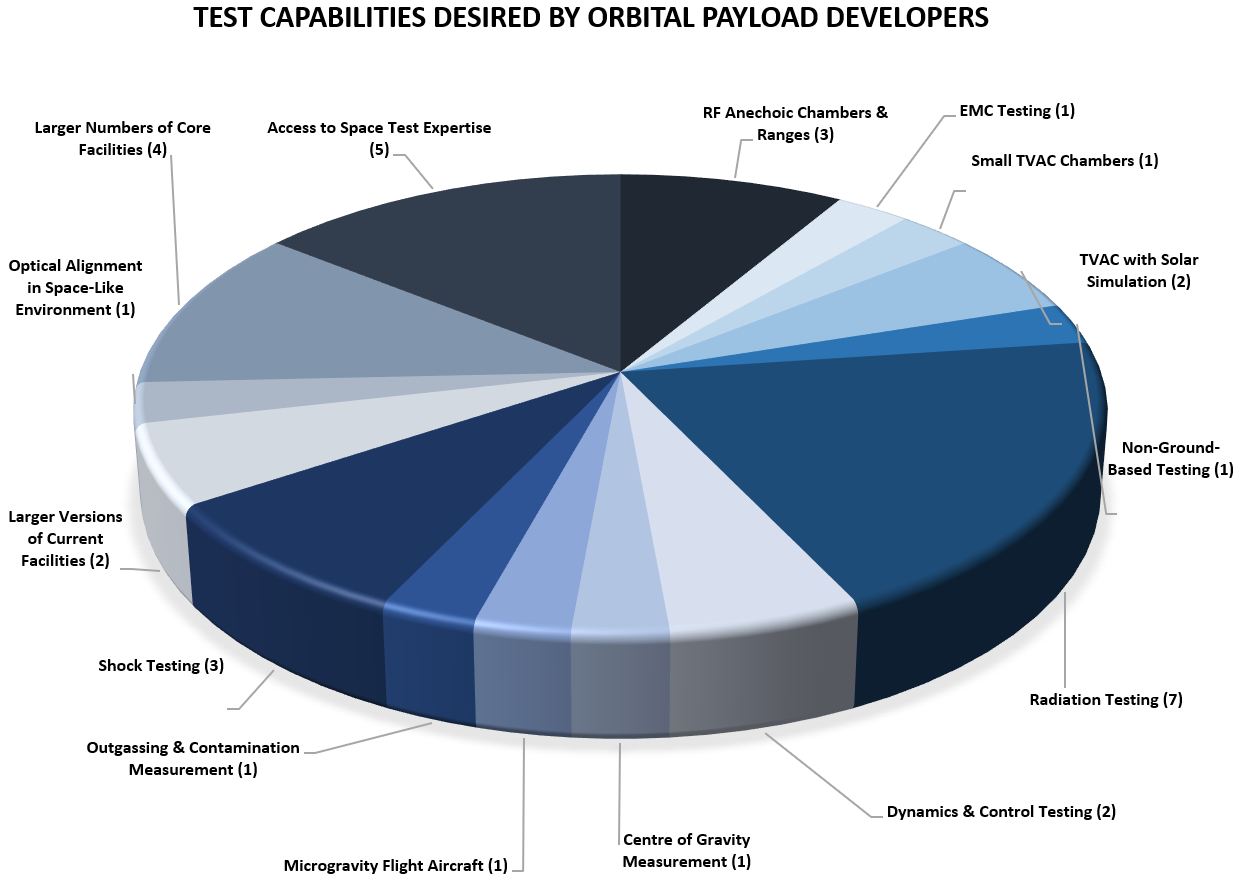 TEST CAPABILITIES DESIRED BY ORBITAL PAYLOAD DEVELOPERS
RF Anechoic Chambers &
Ranges (3)
EMC Testing (1)
Small TVAC Chambers (1)
TVAC with Solar
Simulation (2)
Non-Ground-
Based Testing (1)
Radiation Testing (7)
Dynamics & Control Testing (2)
Centre of Gravity
Measurement (1)
Microgravity Flight Aircraft (1)
Outgassing & Contamination
Measurement (1)
Shock Testing (3)
Larger Versions
of Current
Facilities (2)
Optical Alignment
in Space-Like
Environment (1)
Larger Numbers of Core
Facilities (4)
Access to Space Test Expertise
(5)